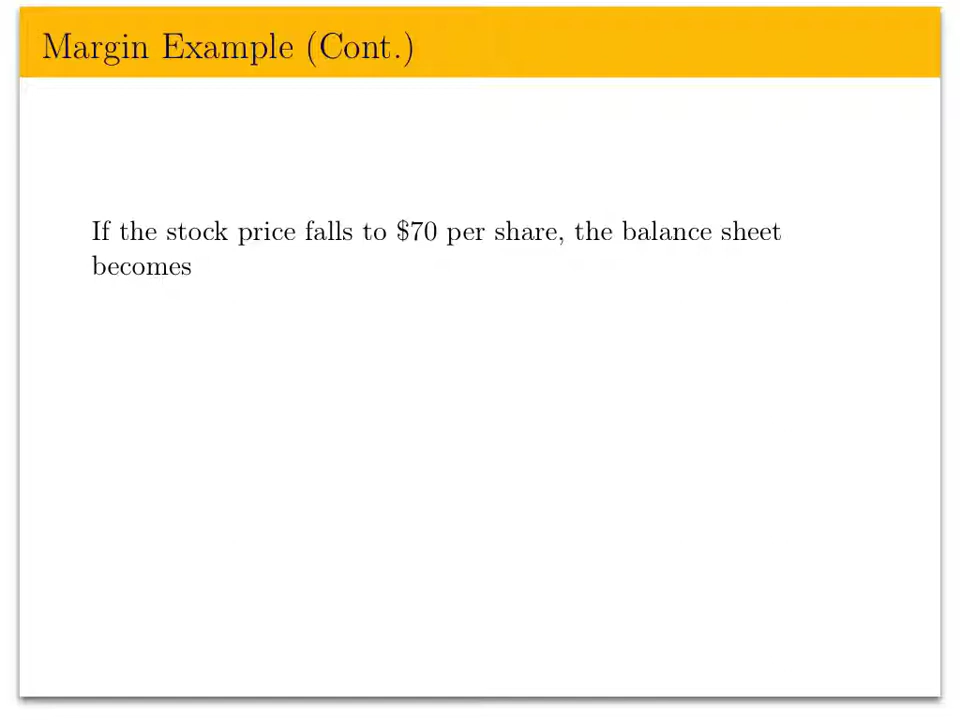 Margin Example (Cont.)
If the stock price falls to $70 per share, the balance sheet
becomes